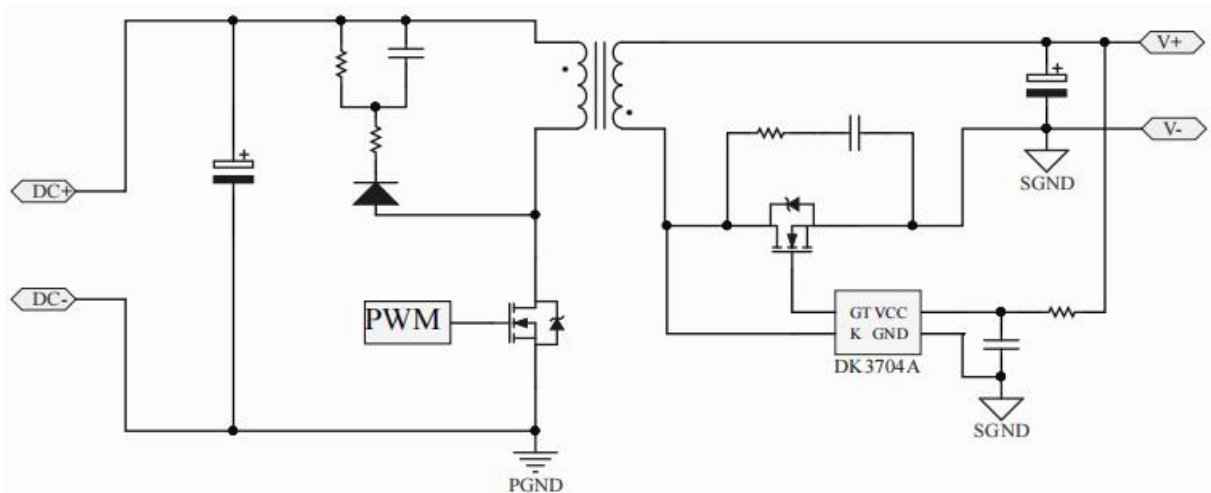 V+
V-
SGND
DC+
DC-
PWM
GT VCC
K GND
DK3704A
SGND
PGND
+
+